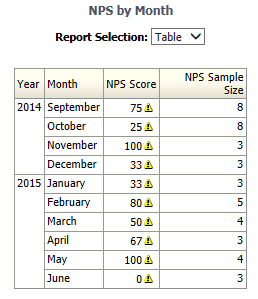 NPS by Month
Report Selection: Table
Year Month NPS Score NPS Sample Size
2014 September 75 8
October 25 8
November 100 3
December 33 3
2015 January 33 3
February 80 5
March 50 4
April 67 3
May 100 4
June 0 3